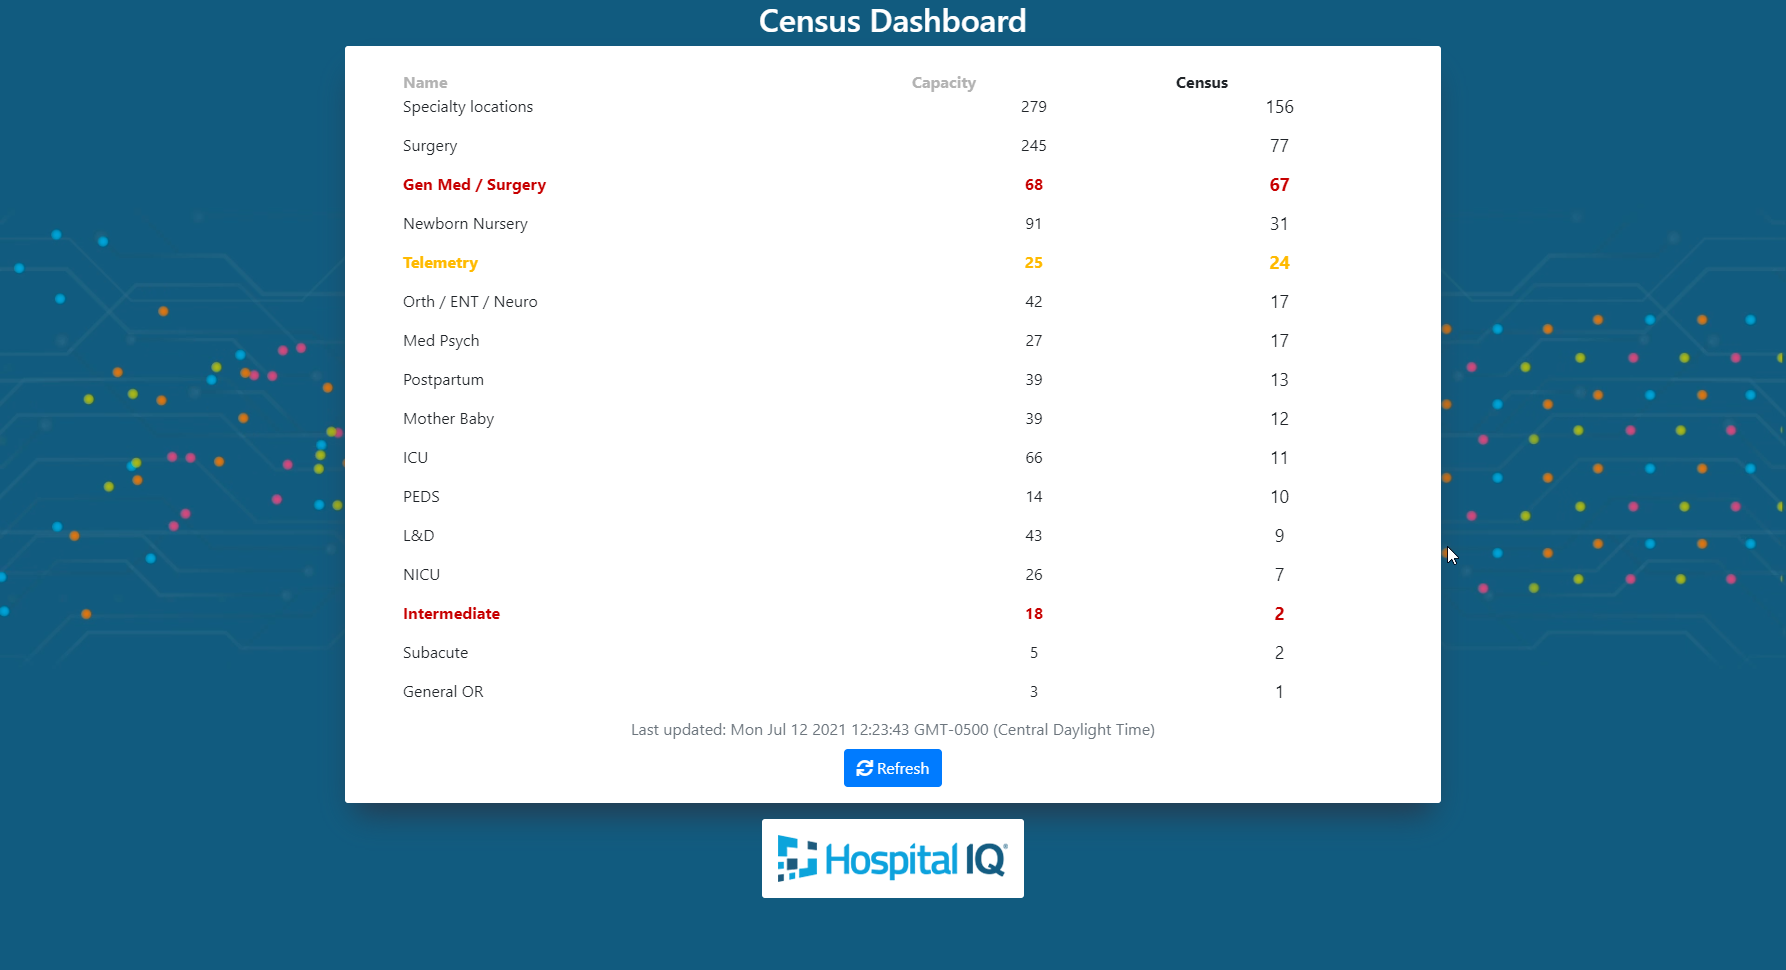 Census Dashboard
Name Capacity Census
Specialty locations 279 156
Surgery 245 77
Gen Med / Surgery 68 67
Newborn Nursery 91 31
Telemetry 25 24
Orth / ENT / Neuro 42 17
Med Psych 27 17
Postpartum 39 13
Mother Baby 39 12
ICU 66 11
PEDS 14 10
L&D 43 9
NICU 26 7
Intermediate 18 2
Subacute 5 2
General OR 3 1
Last updated: Mon Jul 12 2021 12:23:43 GMT-0500 (Central Daylight Time)
Refresh
Hospital IQ®